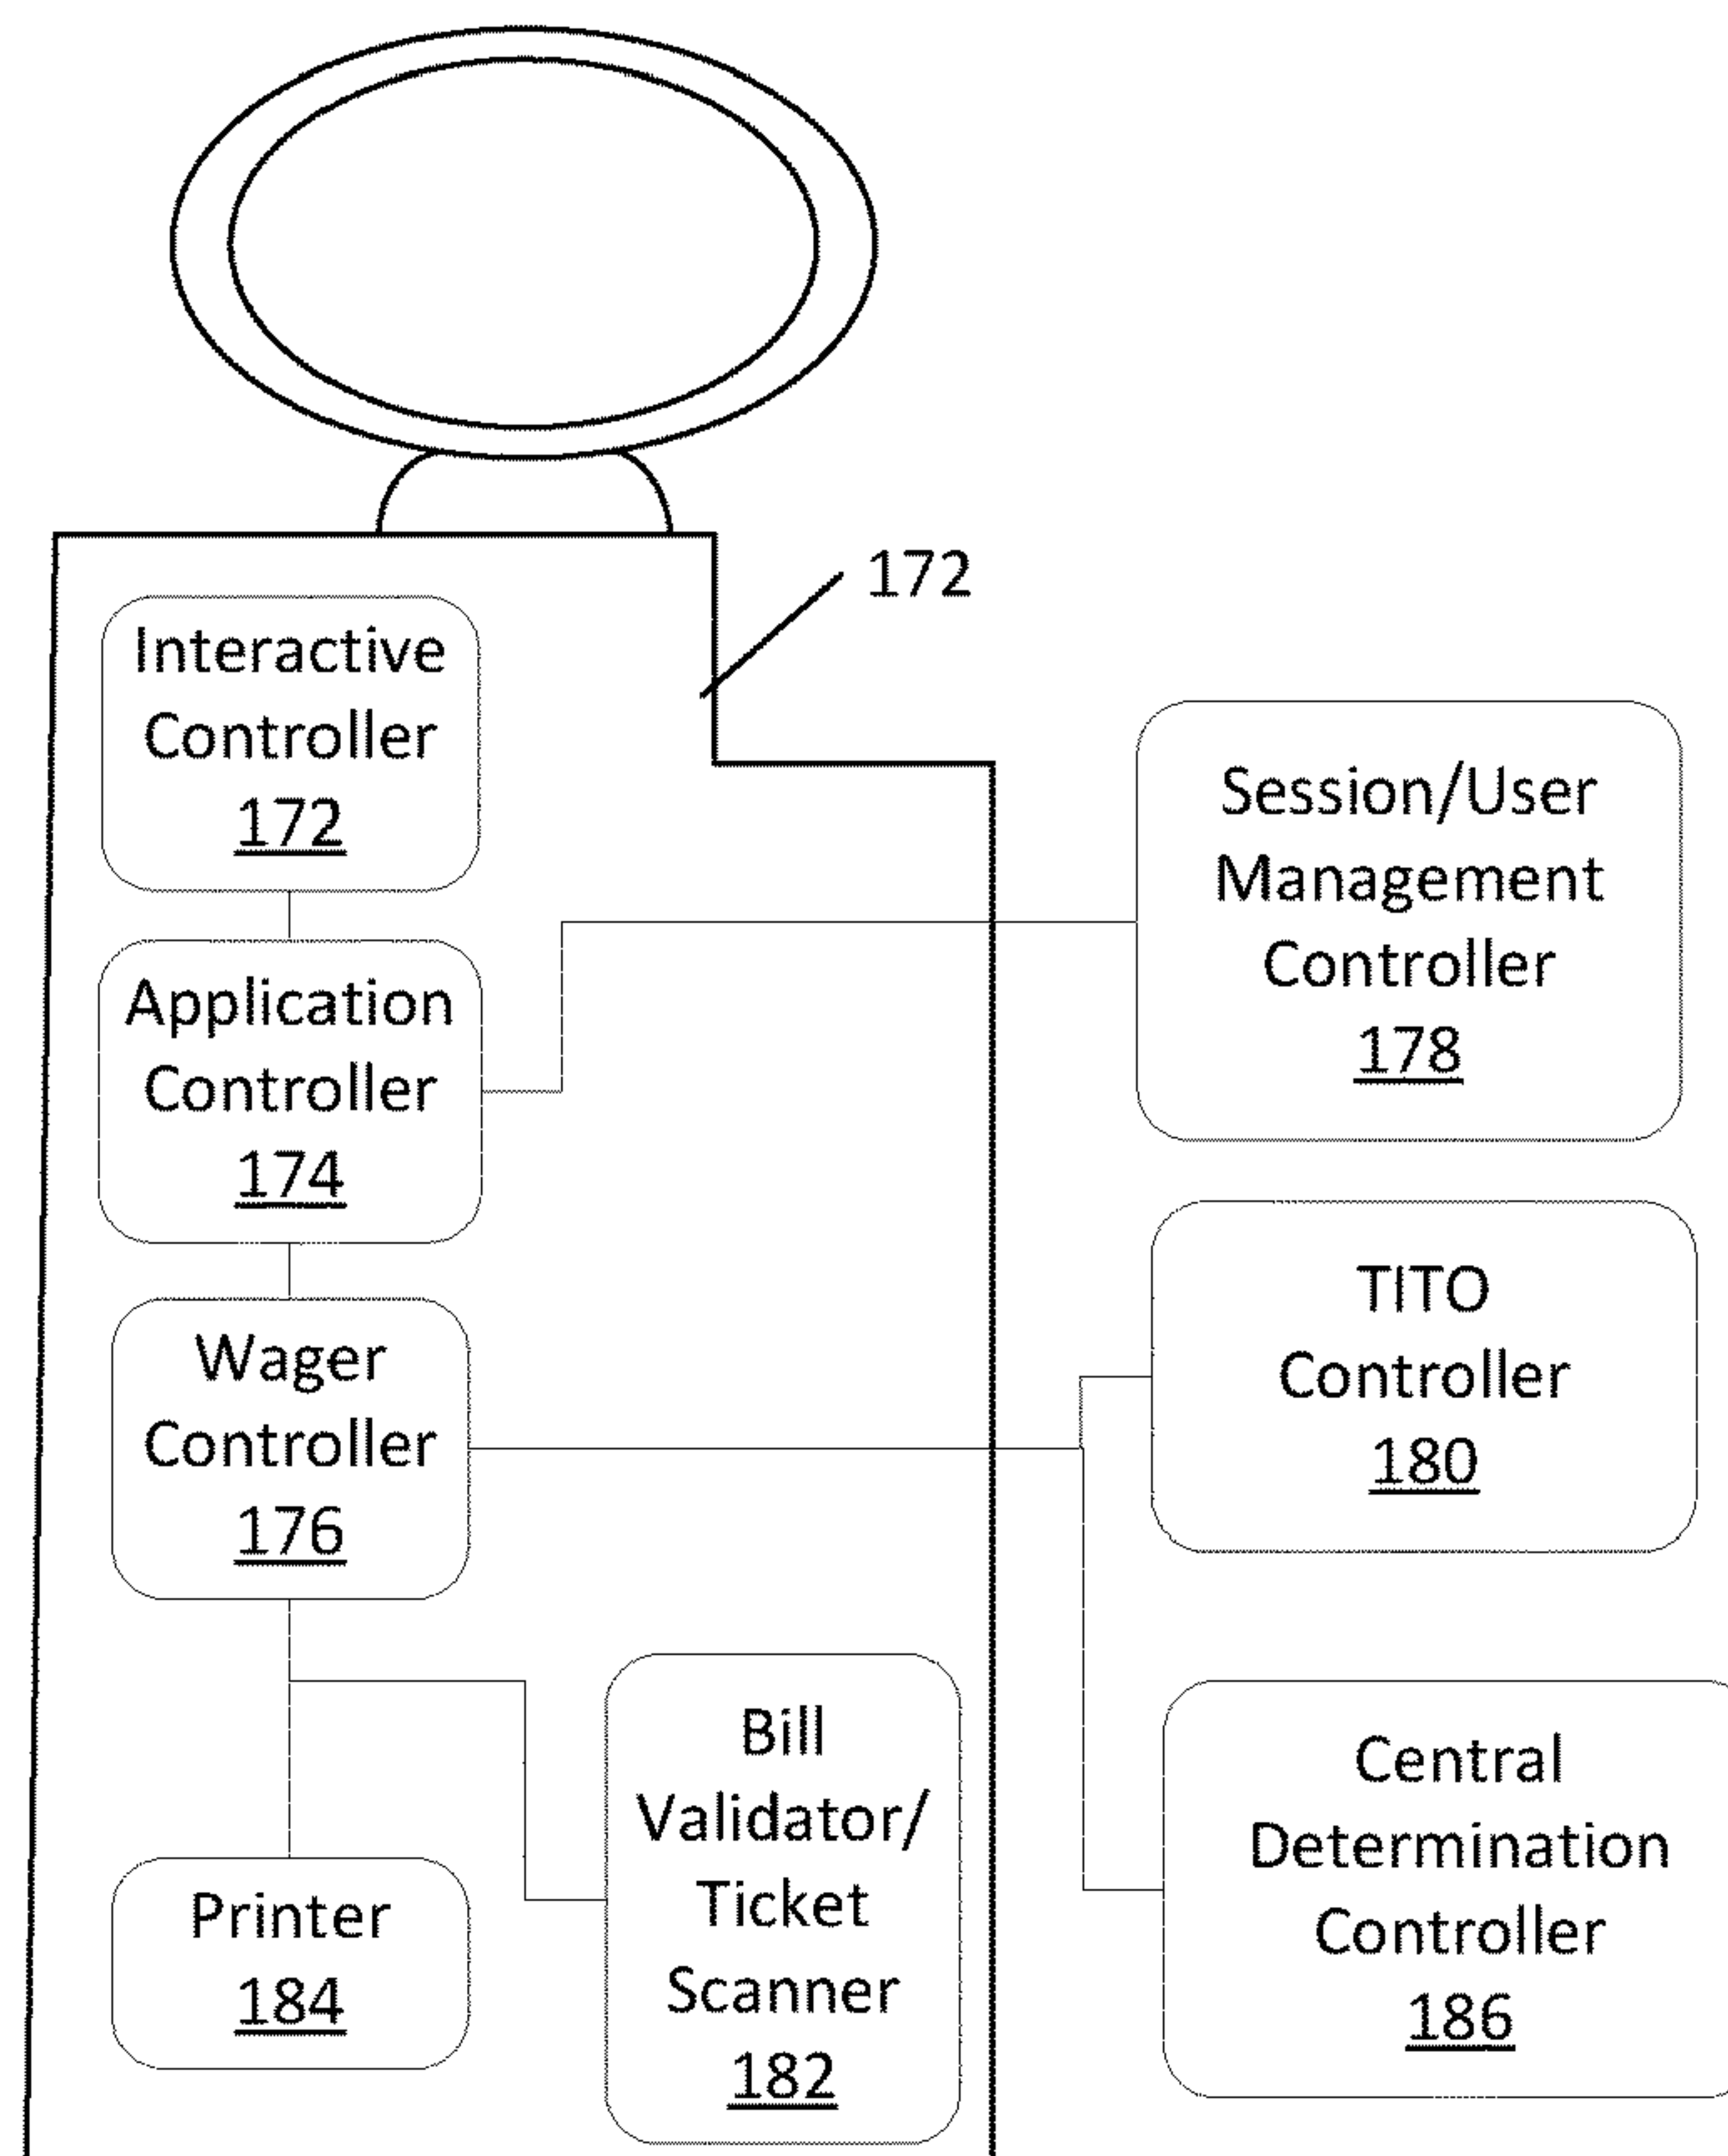 172
Interactive
Controller
172
Application
Controller
174
Wager
Controller
176
Printer
184
Bill
Validator/
Ticket
Scanner
182
Session/User
Management
Controller
178
TITO
Controller
180
Central
Determination
Controller
186